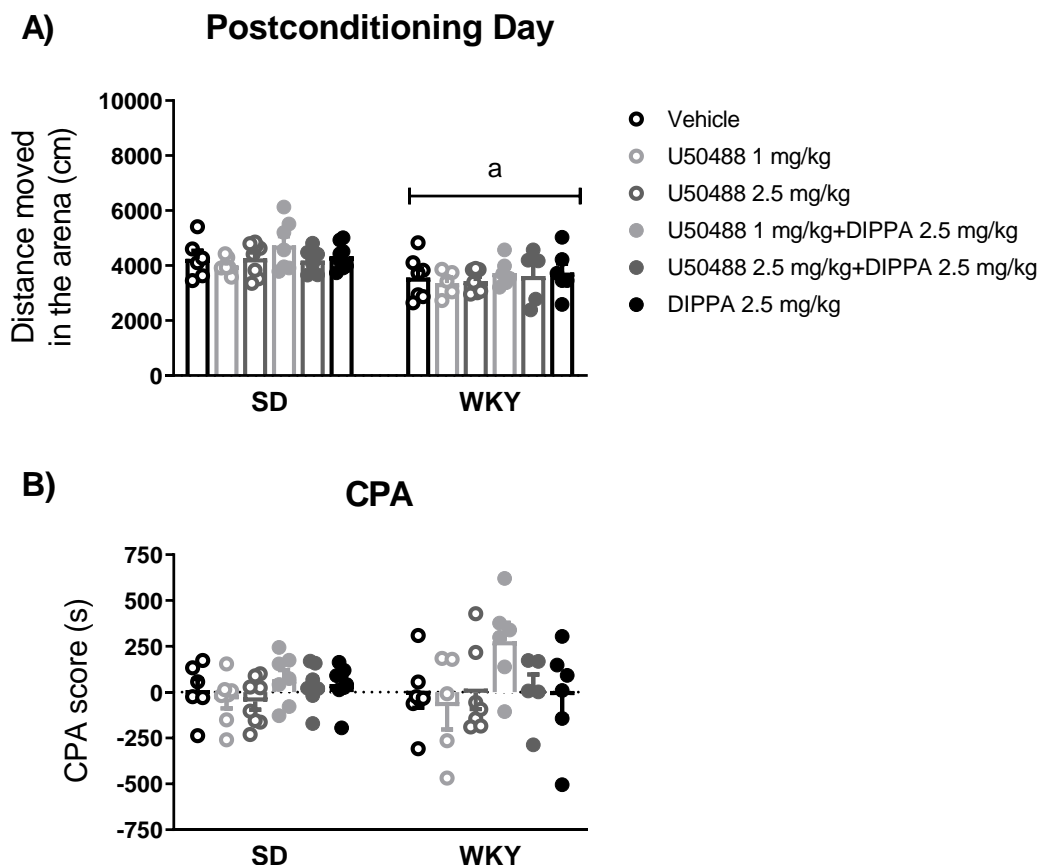 A)
Postconditioning Day
Distance moved
in the arena (cm)
10000
8000
6000
4000
2000
0
a
SD
WKY
Vehicle
U50488 1 mg/kg
U50488 2.5 mg/kg
U50488 1 mg/kg+DIPPA 2.5 mg/kg
U50488 2.5 mg/kg+DIPPA 2.5 mg/kg
DIPPA 2.5 mg/kg
B)
CPA
CPA score (s)
750
500
250
0
-250
-500
-750
SD
WKY